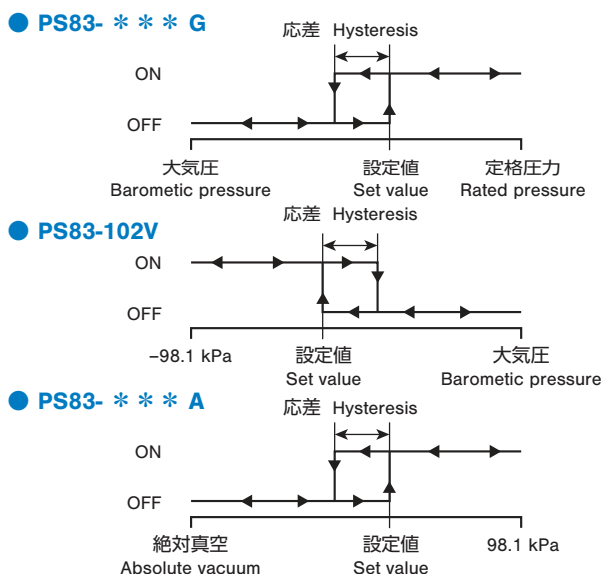 ● PS83- ＊＊＊ G
応差 Hysteresis
ON
OFF
大気圧 設定値 定格圧力
Barometic pressure Set value Rated pressure
応差 Hysteresis
● PS83-102V
ON
OFF
–98.1 kPa 設定値 大気圧
Set value Barometic pressure
● PS83- ＊＊＊ A
応差 Hysteresis
ON
OFF
絶対真空 設定値 98.1 kPa
Absolute vacuum Set value